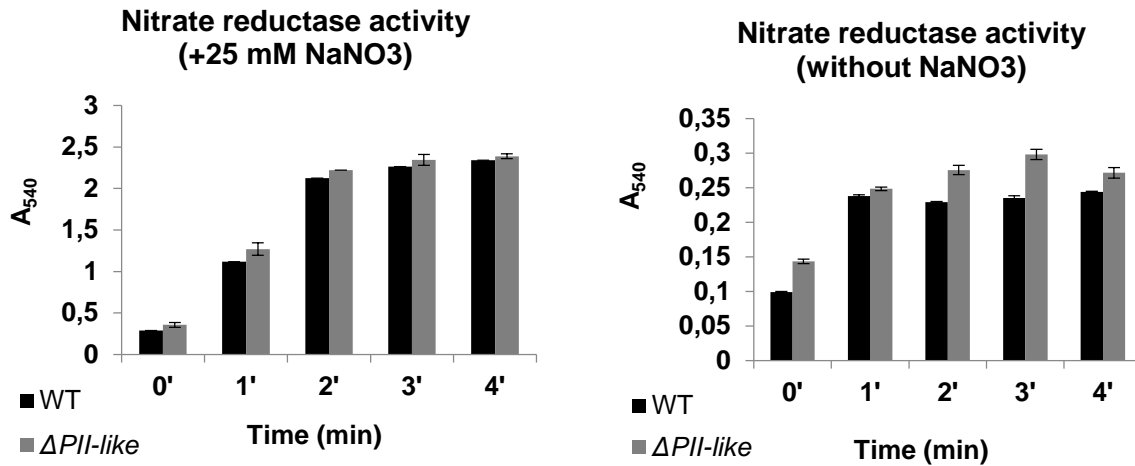 Nitrate reductase activity
(+25 mM NaNO3)
3
2,5
2
1,5
1
0,5
0
A540
0' 1' 2' 3' 4'
WT
ΔPII-like
Time (min)
Nitrate reductase activity
(without NaNO3)
0,35
0,3
0,25
0,2
0,15
0,1
0,05
0
A540
0' 1' 2' 3' 4'
WT
ΔPII-like
Time (min)